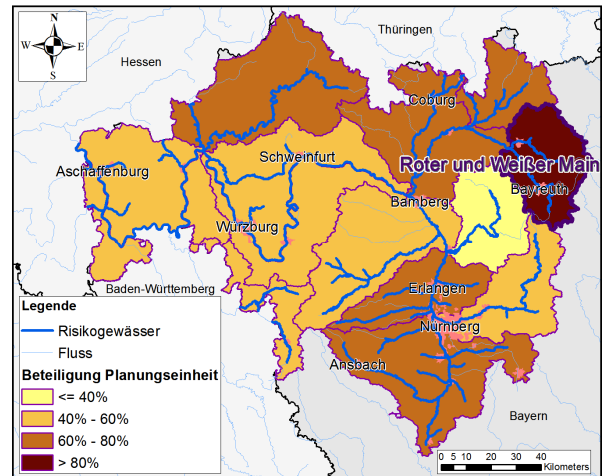 N
W E
S
Thüringen
Hessen
Coburg
Schweinfurt
Roter und Weißer Main
Aschaffenburg
Bayreuth
Bamberg
Würzburg
Baden-Württemberg
Erlangen
Nürnberg
Ansbach
Bayern
Legende
Risikogewässer
Fluss
Beteiligung Planungseinheit
<= 40%
40% - 60%
60% - 80%
> 80%
0 5 10 20 30 40
Kilometers